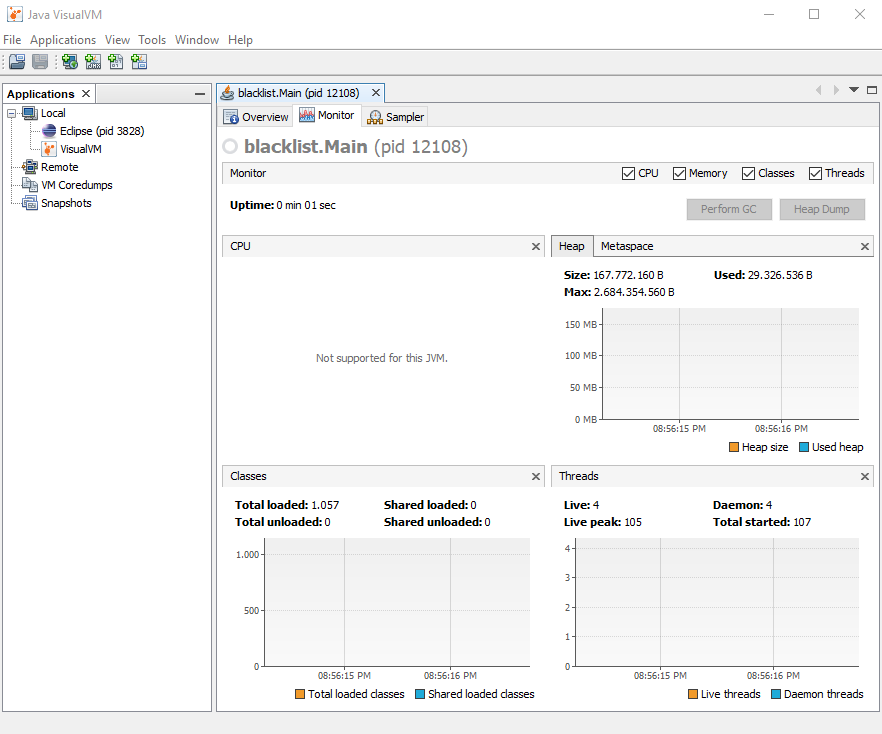 Java VisualVM
File Applications View Tools Window Help
Applications
Local
Eclipse (pid 3828)
VisualVM
Remote
VM Coredumps
Snapshots
blacklist.Main (pid 12108)
Overview Monitor Sampler
blacklist.Main (pid 12108)
Monitor CPU Memory Classes Threads
Uptime: 0 min 01 sec Perform GC Heap Dump
CPU
Not supported for this JVM.
Heap Metaspace
Size: 167.772.160 B Used: 29.326.536 B
Max: 2.684.354.560 B
150 MB
100 MB
50 MB
0 MB
08:56:15 PM 08:56:16 PM
Heap size Used heap
Classes
Total loaded: 1.057 Shared loaded: 0
Total unloaded: 0 Shared unloaded: 0
1.000
500
0
08:56:15 PM 08:56:16 PM
Total loaded classes Shared loaded classes
Threads
Live: 4 Daemon: 4
Live peak: 105 Total started: 107
4
3
2
1
0
08:56:15 PM 08:56:16 PM
Live threads Daemon threads